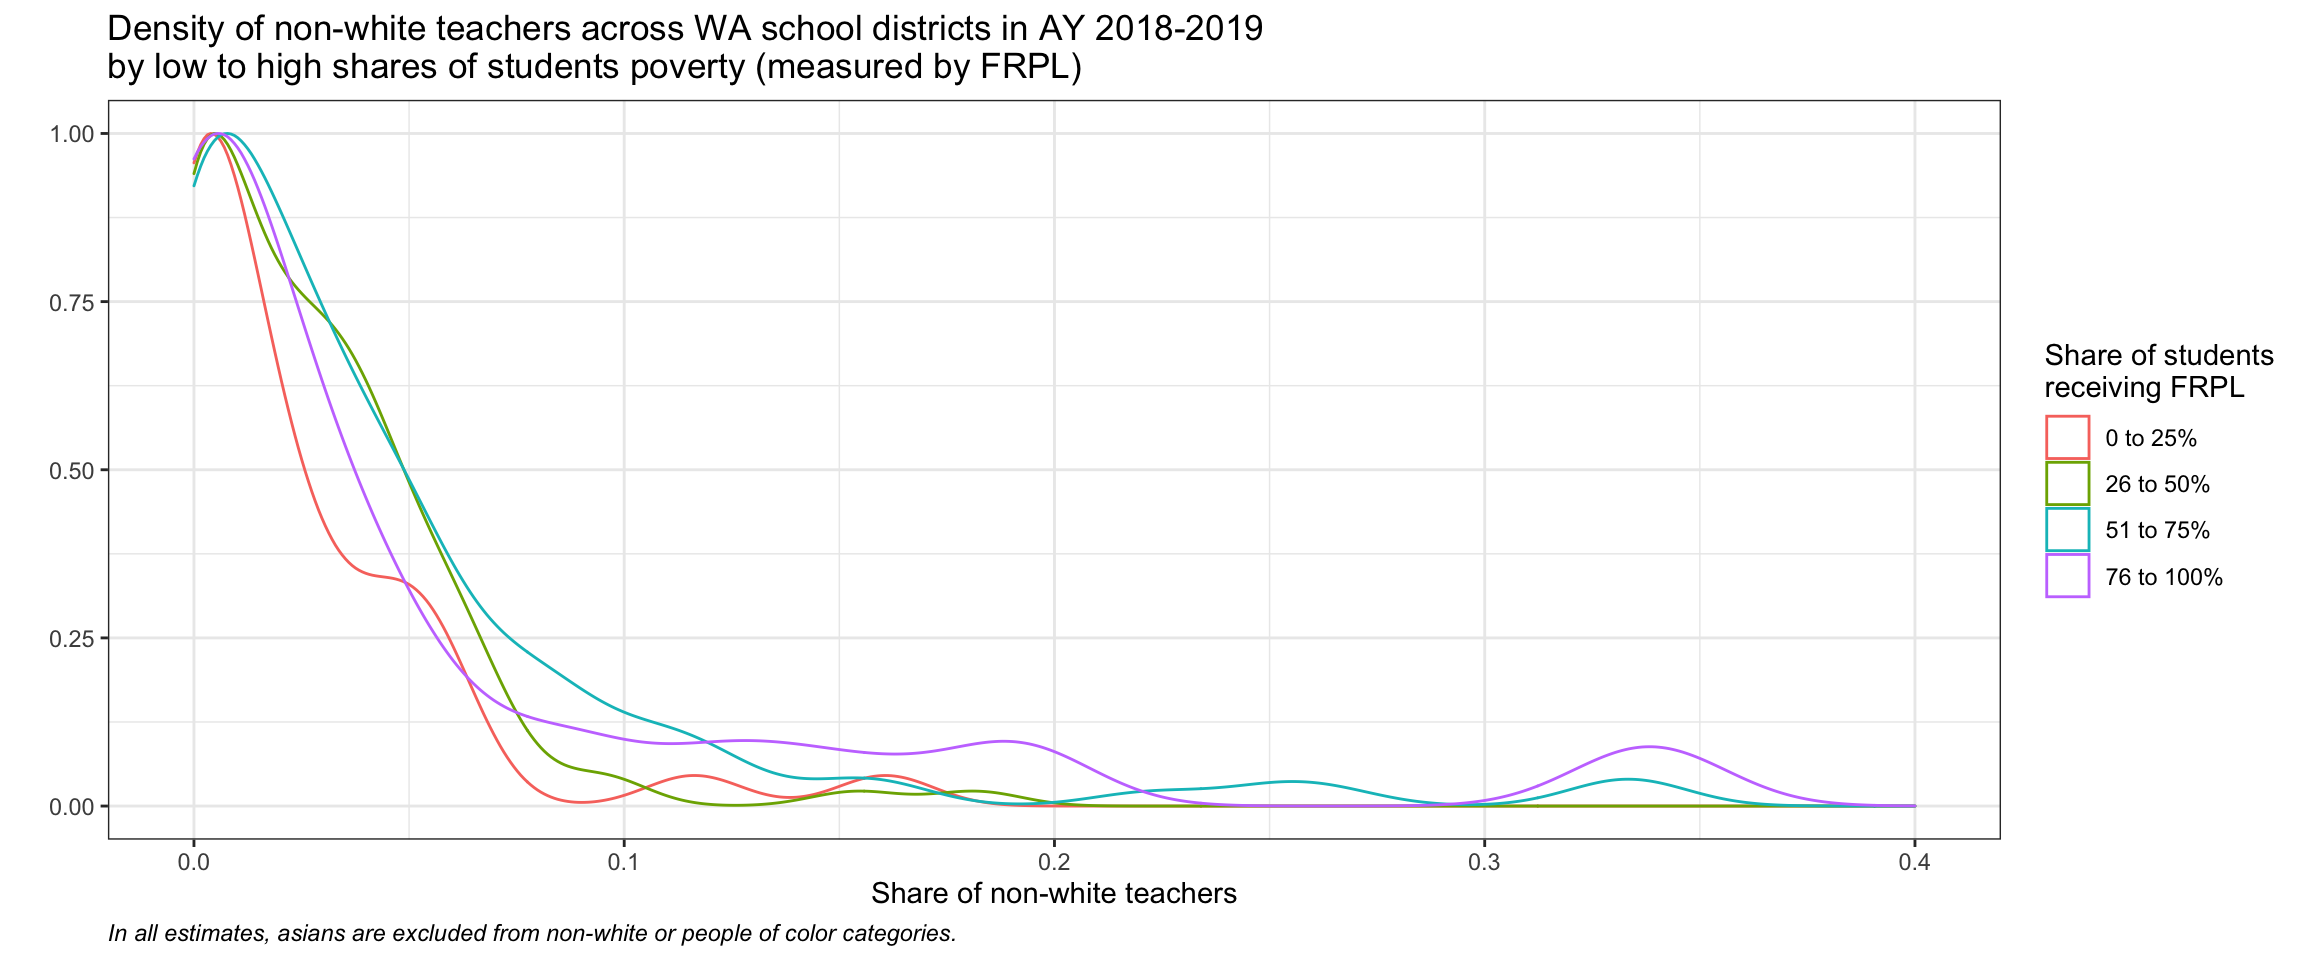 Density of non-white teachers across WA school districts in AY 2018-2019
by low to high shares of students poverty (measured by FRPL)
1.00
0.75
0.50
0.25
0.00
0.0
0.1
0.2
0.3
0.4
Share of non-white teachers
Share of students
receiving FRPL
0 to 25%
26 to 50%
51 to 75%
76 to 100%
In all estimates, asians are excluded from non-white or people of color categories.